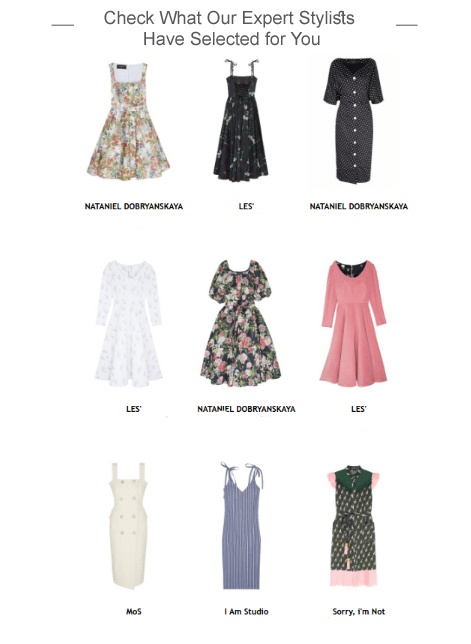 Check What Our Expert Stylists
Have Selected for You
NATANIEL DOBRYANSKAYA
LES'
NATANIEL DOBRYANSKAYA
LES'
NATANIEL DOBRYANSKAYA
LES'
MoS
I Am Studio
Sorry, i'm Not